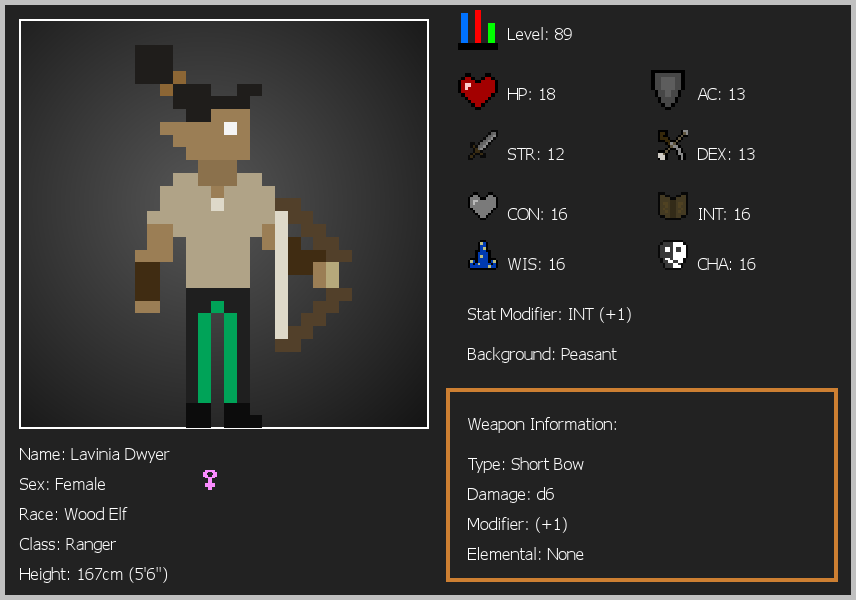 Level: 89
HP: 18
AC: 13
STR: 12
DEX: 13
CON: 16
INT: 16
WIS: 16
CHA: 16
Stat Modifier: INT (+1)
Background: Peasant
Weapon Information:
Type: Short Bow
Damage: d6
Modifier: (+1)
Elemental: None
Name: Lavinia Dwyer
Sex: Female
Race: Wood Elf
Class: Ranger
Height: 167cm (5'6")